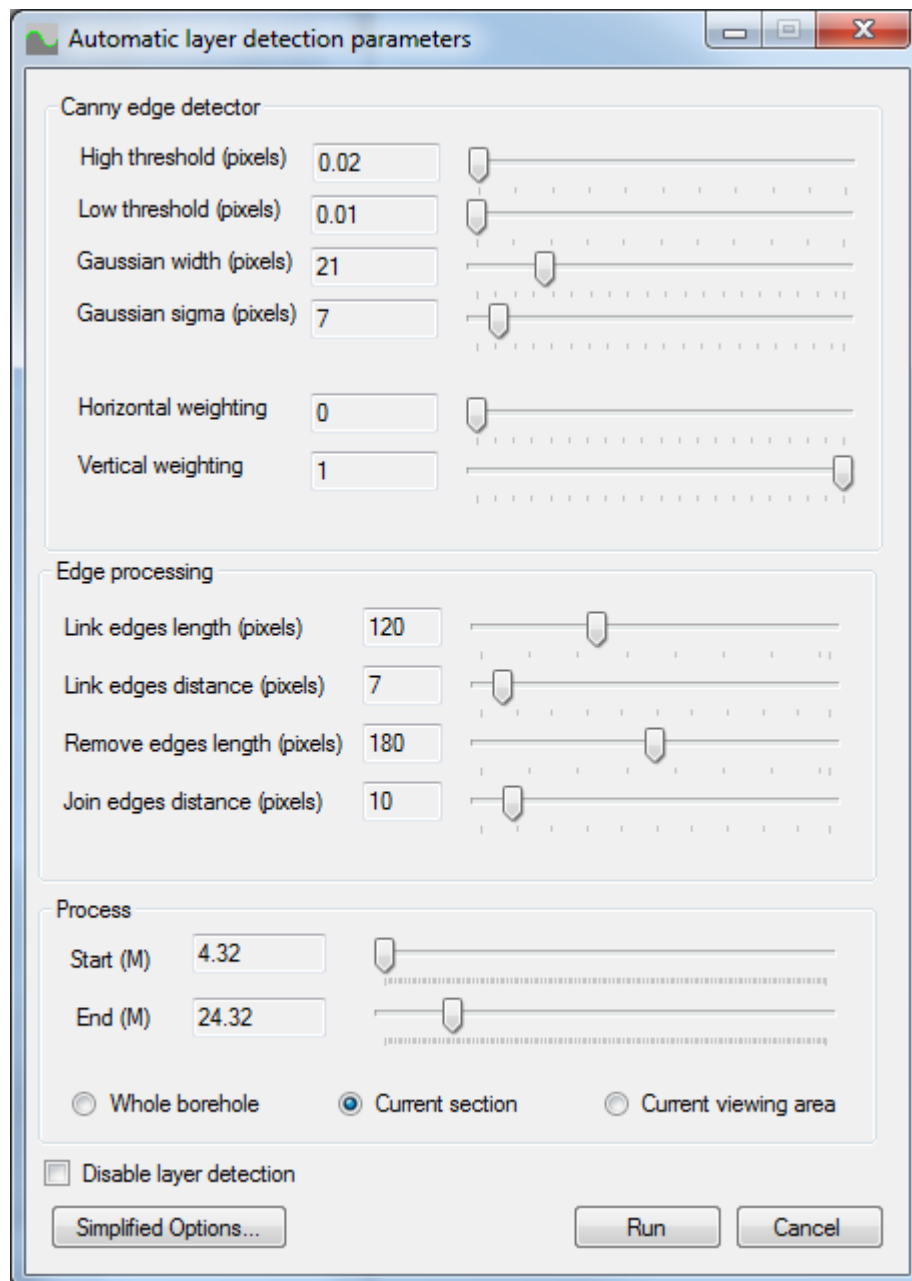 Automatic layer detection parameters
Canny edge detector
High threshold (pixels) 0.02
Low threshold (pixels) 0.01
Gaussian width (pixels) 21
Gaussian sigma (pixels) 7
Horizontal weighting 0
Vertical weighting 1
Edge processing
Link edges length (pixels) 120
Link edges distance (pixels) 7
Remove edges length (pixels) 180
Join edges distance (pixels) 10
Process
Start (M) 4.32
End (M) 24.32
Whole borehole Current section Current viewing area
Disable layer detection
Simplified Options... Run Cancel